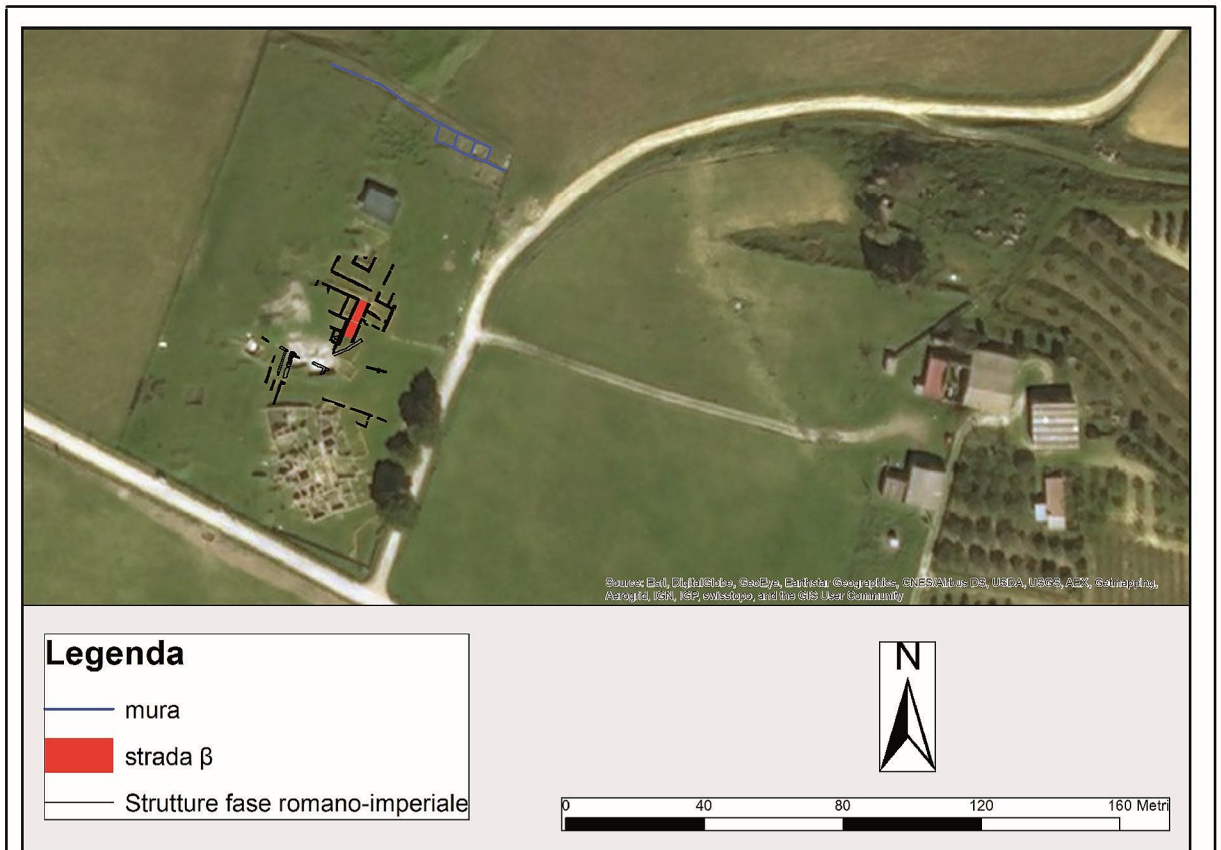 Source: Esri, DigitalGlobe, GeoEye, Earthstar Geographics, CNES/Airbus DS, USDA, USGS, AEX, Getmapping,
Aerogrid, IGN, IGP, swisstopo, and the GIS User Community
Legenda
mura
strada β
Strutture fase romano-imperiale
N
0 40 80 120 160 Metri